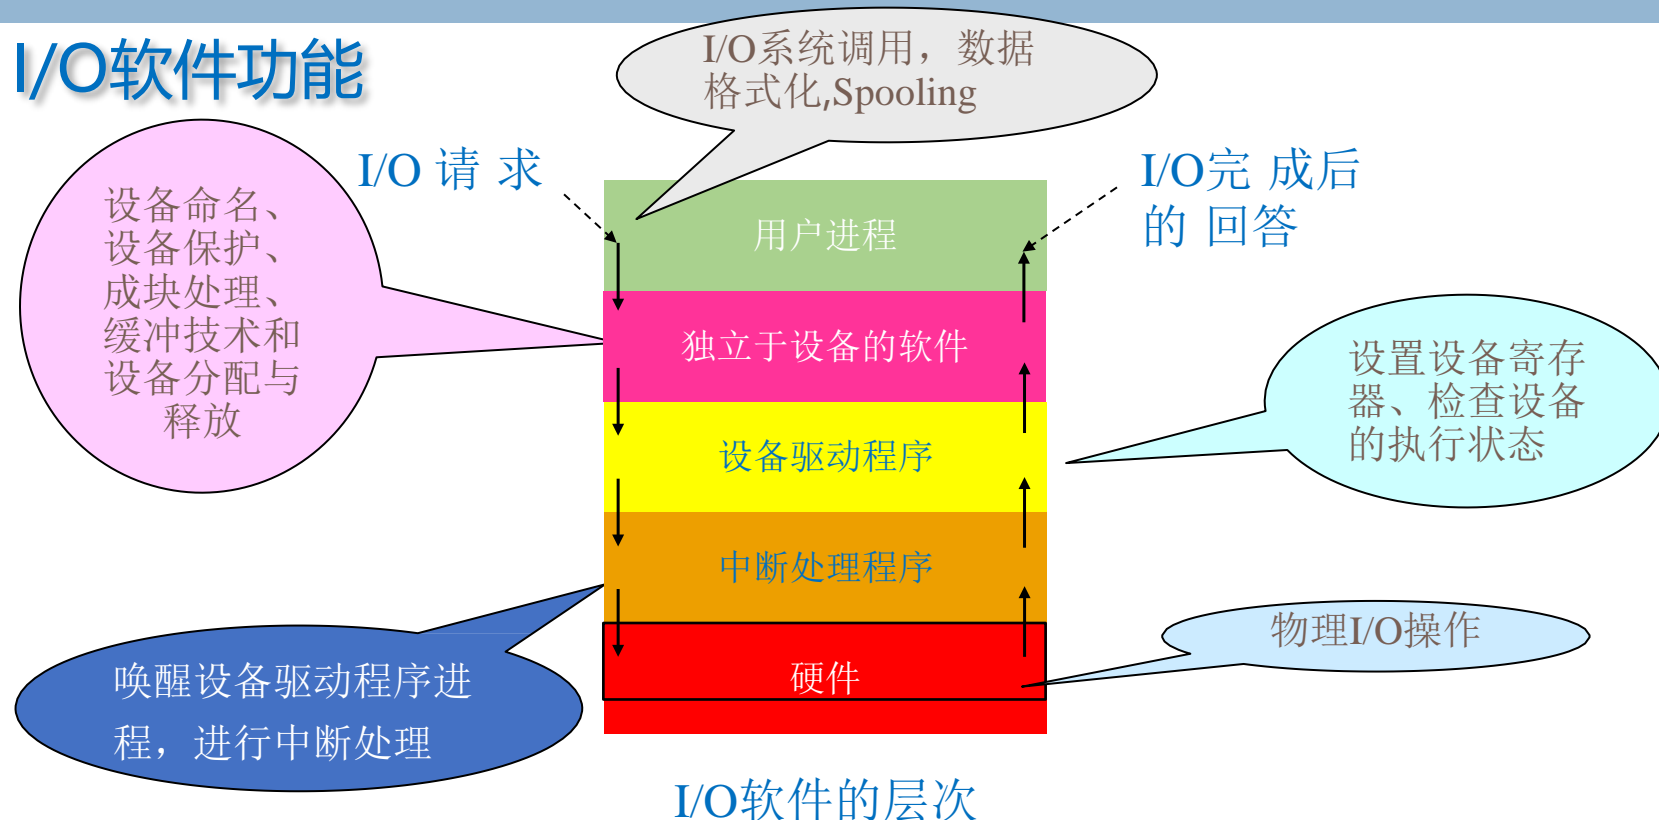 I/O软件功能
I/O系统调用，数据
格式化,Spooling
I/O 请 求
I/O完 成后
的 回答
设备命名、
设备保护、
成块处理、
缓冲技术和
设备分配与
释放
用户进程
独立于设备的软件
设备驱动程序
中断处理程序
硬件
设置设备寄存
器、检查设备
的执行状态
唤醒设备驱动程序进
程，进行中断处理
物理I/O操作
I/O软件的层次